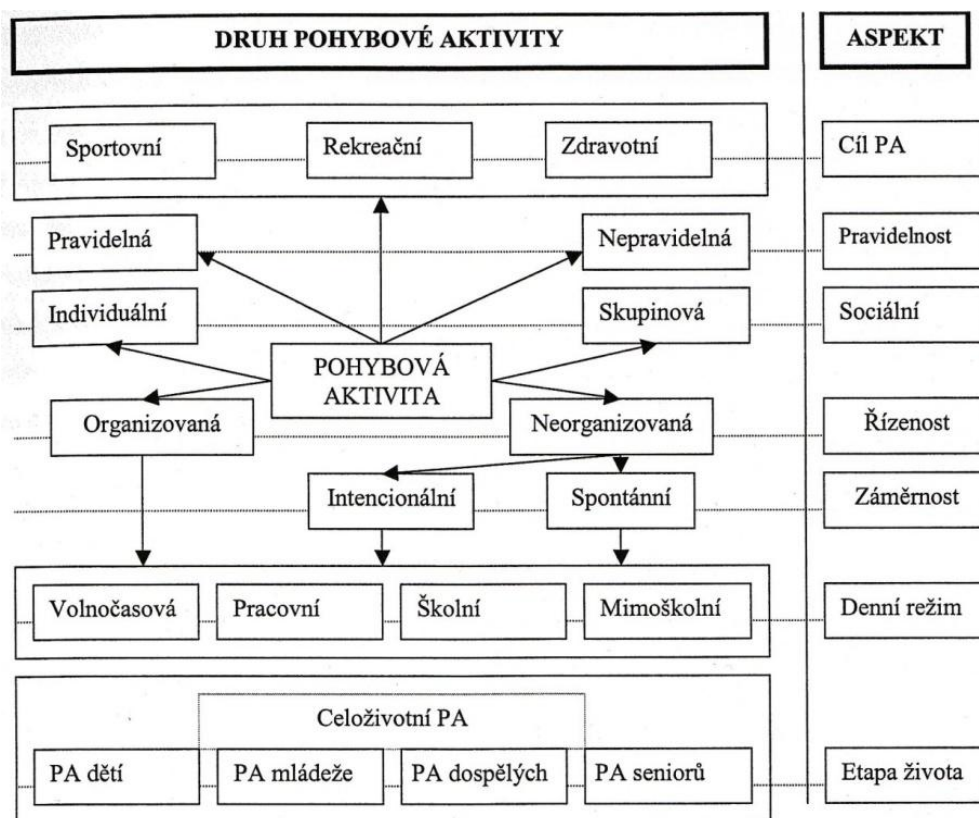 DRUH POHYBOVÉ AKTIVITY
ASPEKT
Sportovní
Rekreační
Zdravotní
Cíl PA
Pravidelná
Nepravidelná
Pravidelnost
Individuální
Skupinová
Sociální
POHYBOVÁ
AKTIVITA
Organizovaná
Neorganizovaná
Řízenost
Intencionální
Spontánní
Záměrnost
Volnočasová
Pracovní
Školní
Mimoškolní
Denní režim
Celoživotní PA
PA dětí
PA mládeže
PA dospělých
PA seniorů
Etapa života